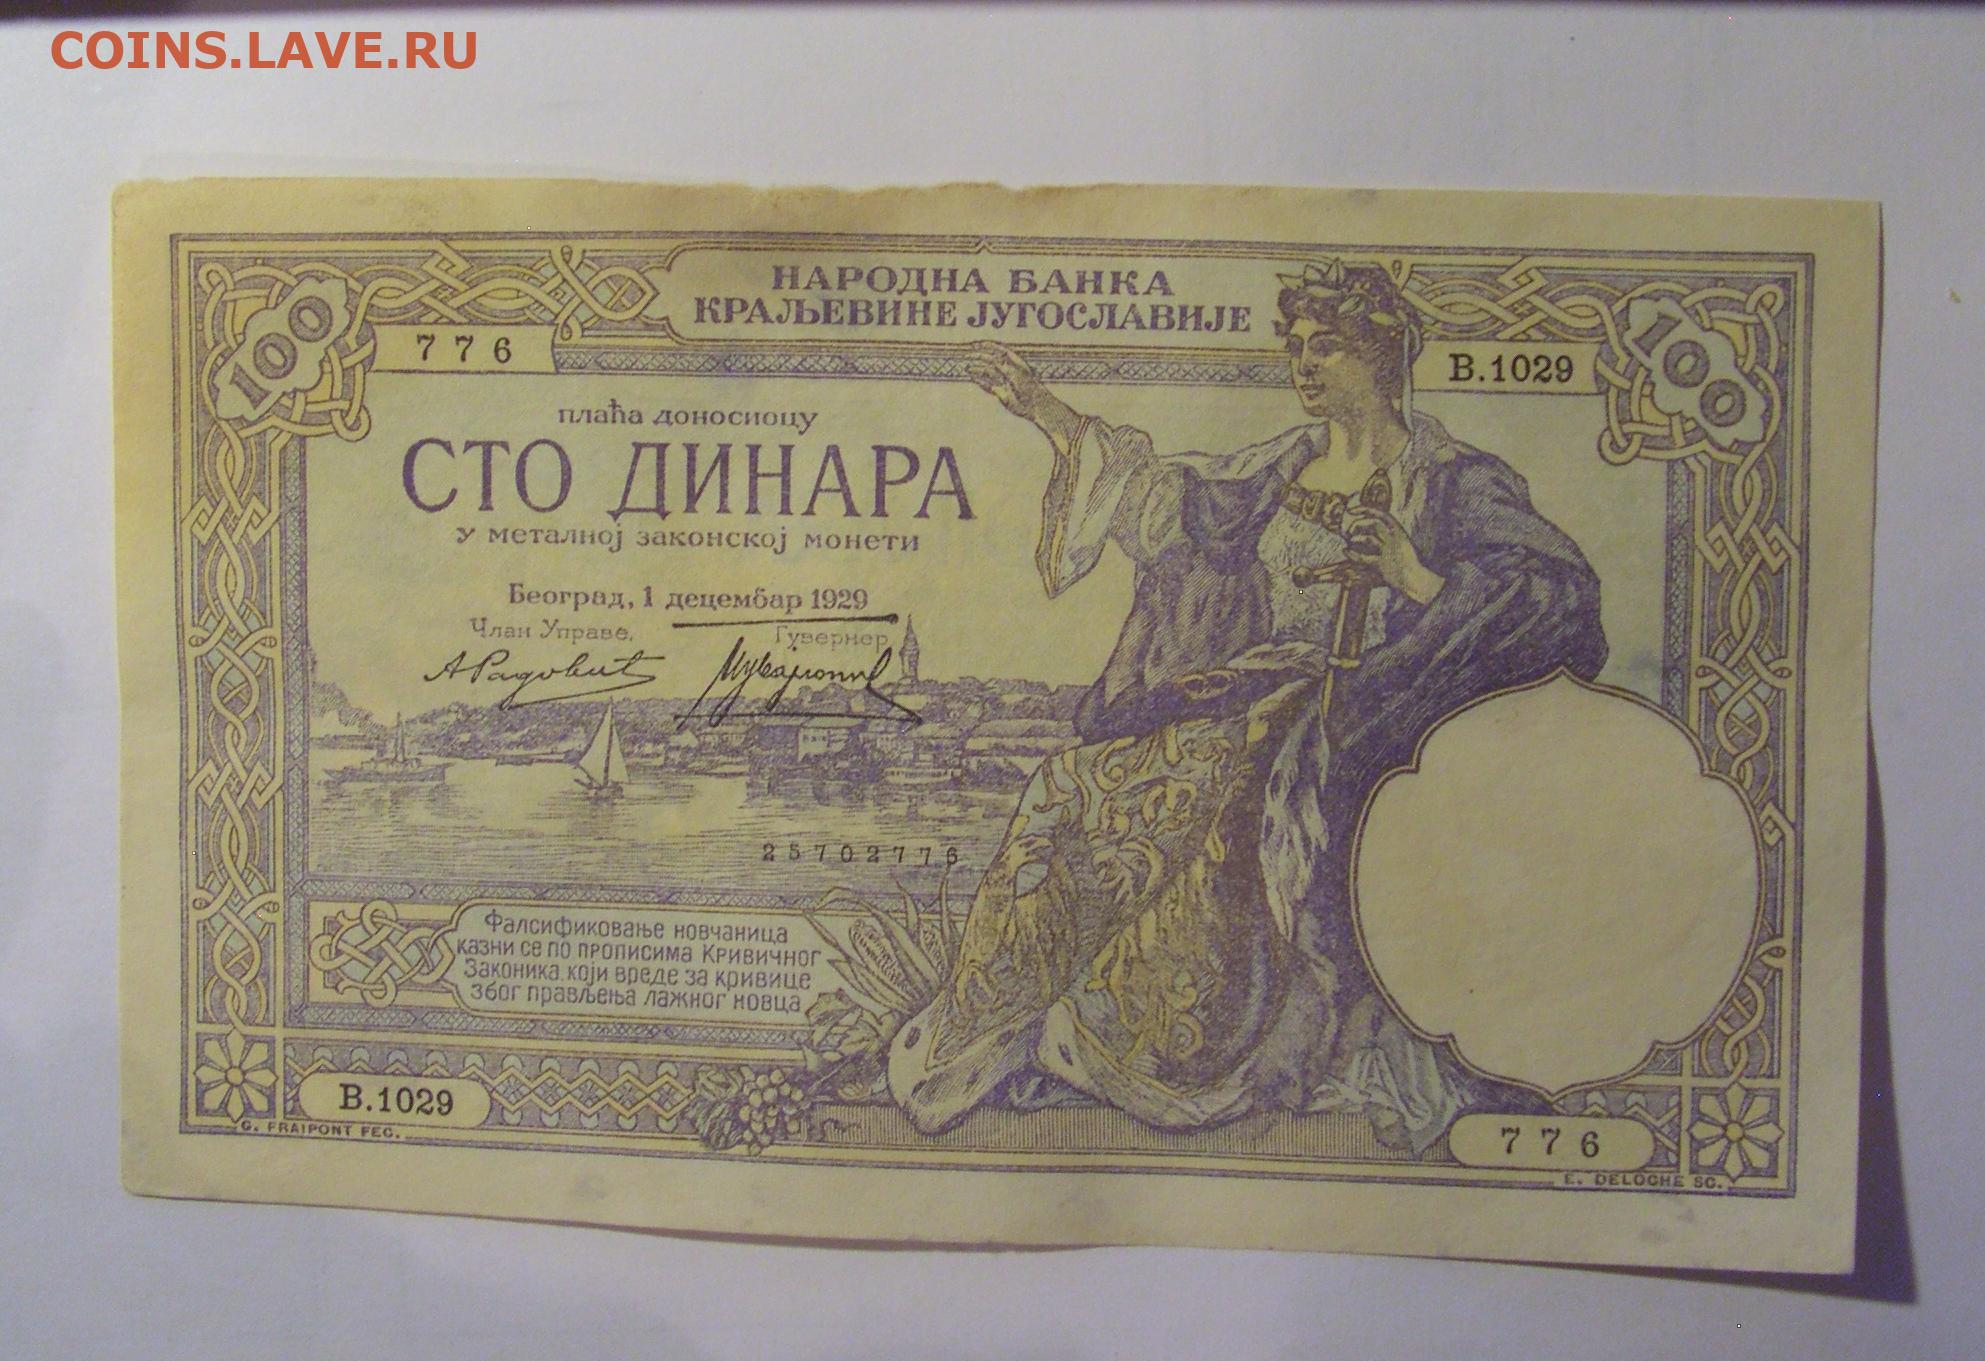 COINS.LAVE.RU
НАРОДНА БАНКА
КРАЉЕВИНЕ ЈУГОСЛАВИЈЕ
100
100
776
B.1029
плаћа доносиоцу
СТО ДИНАРА
у металној законској монети
Београд, 1 децембар 1929
Члан Управе,
Гувернер,
А Радовић
25702776
Фалсификовање новчаница
казни се по прописима Кривичног
Законика, који вреде за кривице
због прављења лажног новца
B.1029
776
G. FRAIPONT FEC.
E. DELOCHE SC.